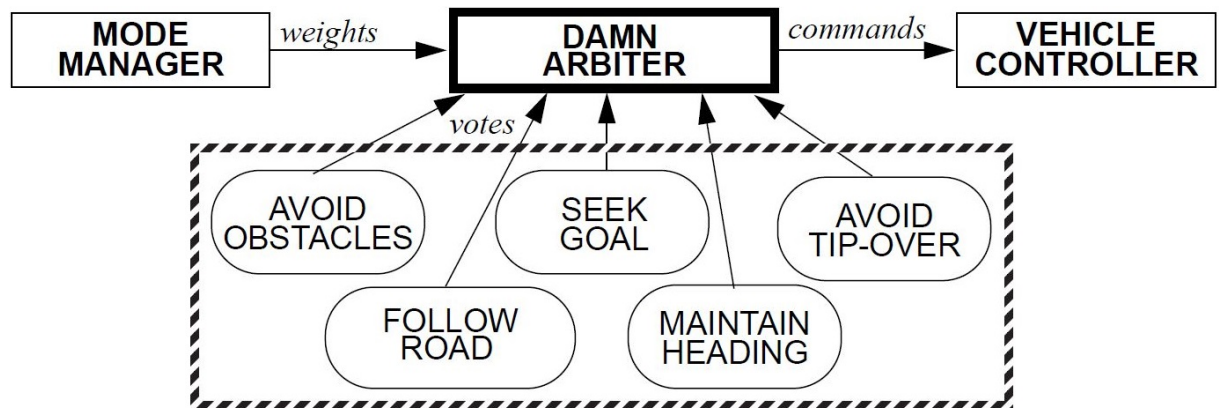 MODE
MANAGER
weights
DAMN
ARBITER
commands
VEHICLE
CONTROLLER
votes
AVOID
OBSTACLES
SEEK
GOAL
AVOID
TIP-OVER
FOLLOW
ROAD
MAINTAIN
HEADING